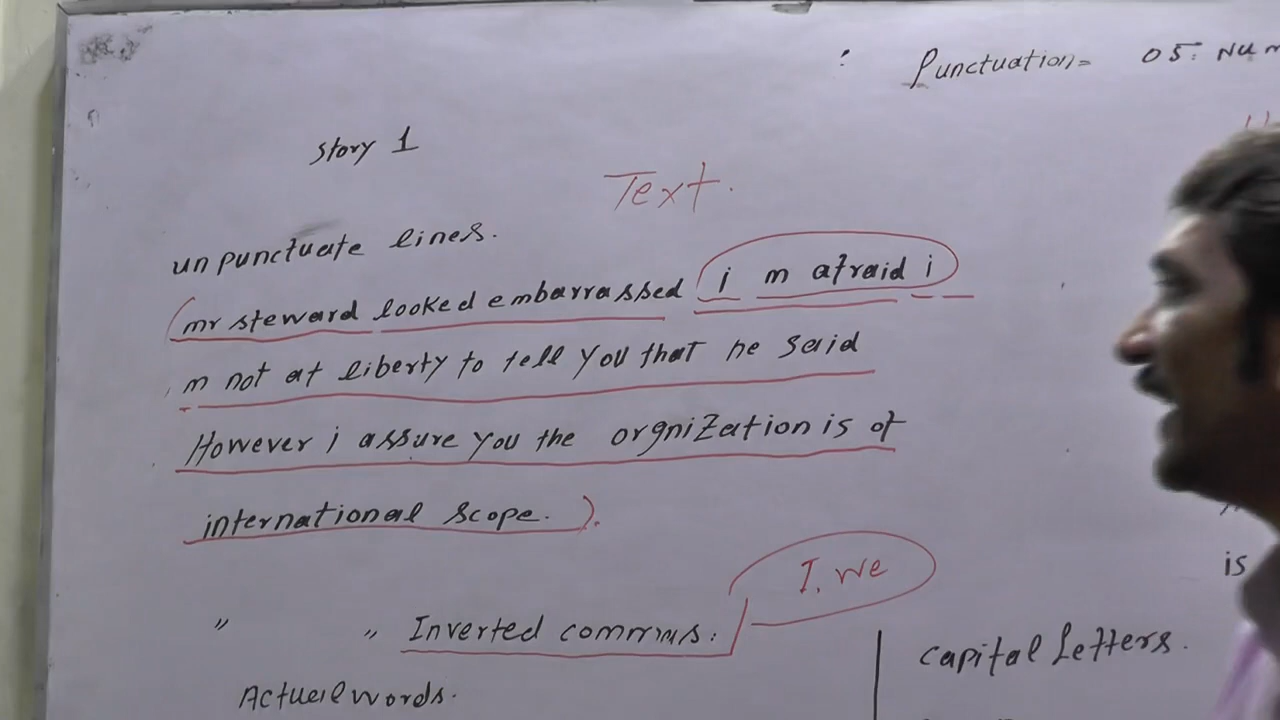 : Punctuation= 05: Num
Story 1
Text.
unpunctuate lines.
(mr steward looked embarrassed i m afraid i
m not at liberty to tell you that he said
However i assure you the orgnization is of
international scope. ).
I, we
" " Inverted commas:
Actual words.
Capital Letters.
is